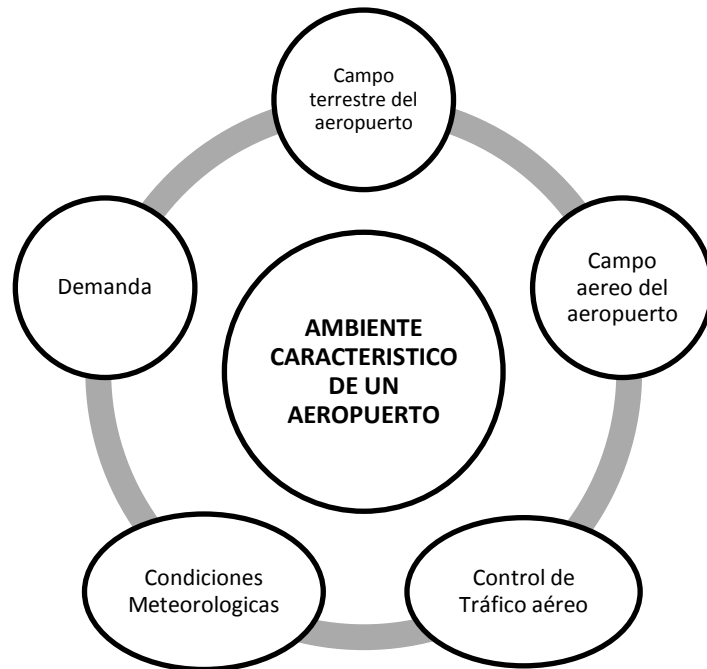 Campo
terrestre del
aeropuerto
Campo
aereo del
aeropuerto
Control de
Tráfico aéreo
Condiciones
Meteorologicas
Demanda
AMBIENTE
CARACTERISTICO
DE UN
AEROPUERTO